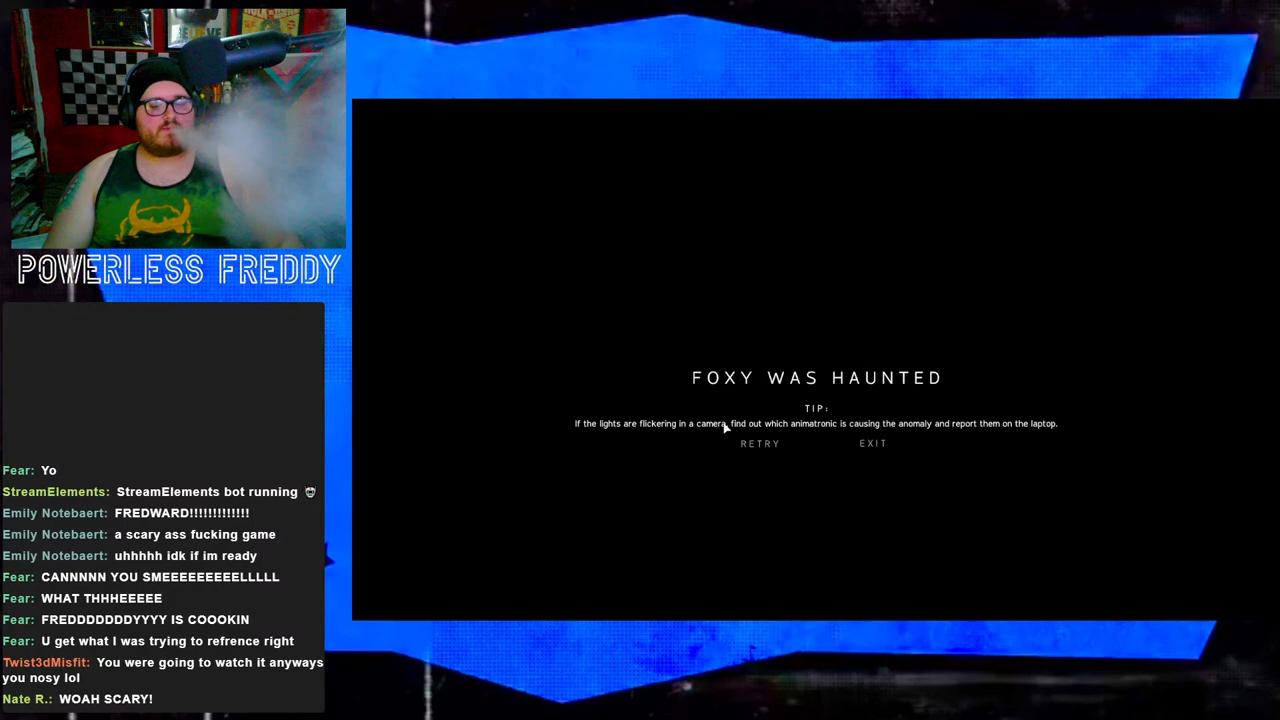 POWERLESS FREDDY
Fear: Yo
StreamElements: StreamElements bot running
Emily Notebaert: FREDWARD!!!!!!!!!!!!!
Emily Notebaert: a scary ass fucking game
Emily Notebaert: uhhhhh idk if im ready
Fear: CANNNNN YOU SMEEEEEEEEELLLLL
Fear: WHAT THHHEEEEE
Fear: FREDDDDDDDYYYY IS COOOKIN
Fear: U get what I was trying to refrence right
Twist3dMisfit: You were going to watch it anyways
you nosy lol
Nate R.: WOAH SCARY!
FOXY WAS HAUNTED
TIP:
If the lights are flickering in a camera, find out which animatronic is causing the anomaly and report them on the laptop.
RETRY EXIT